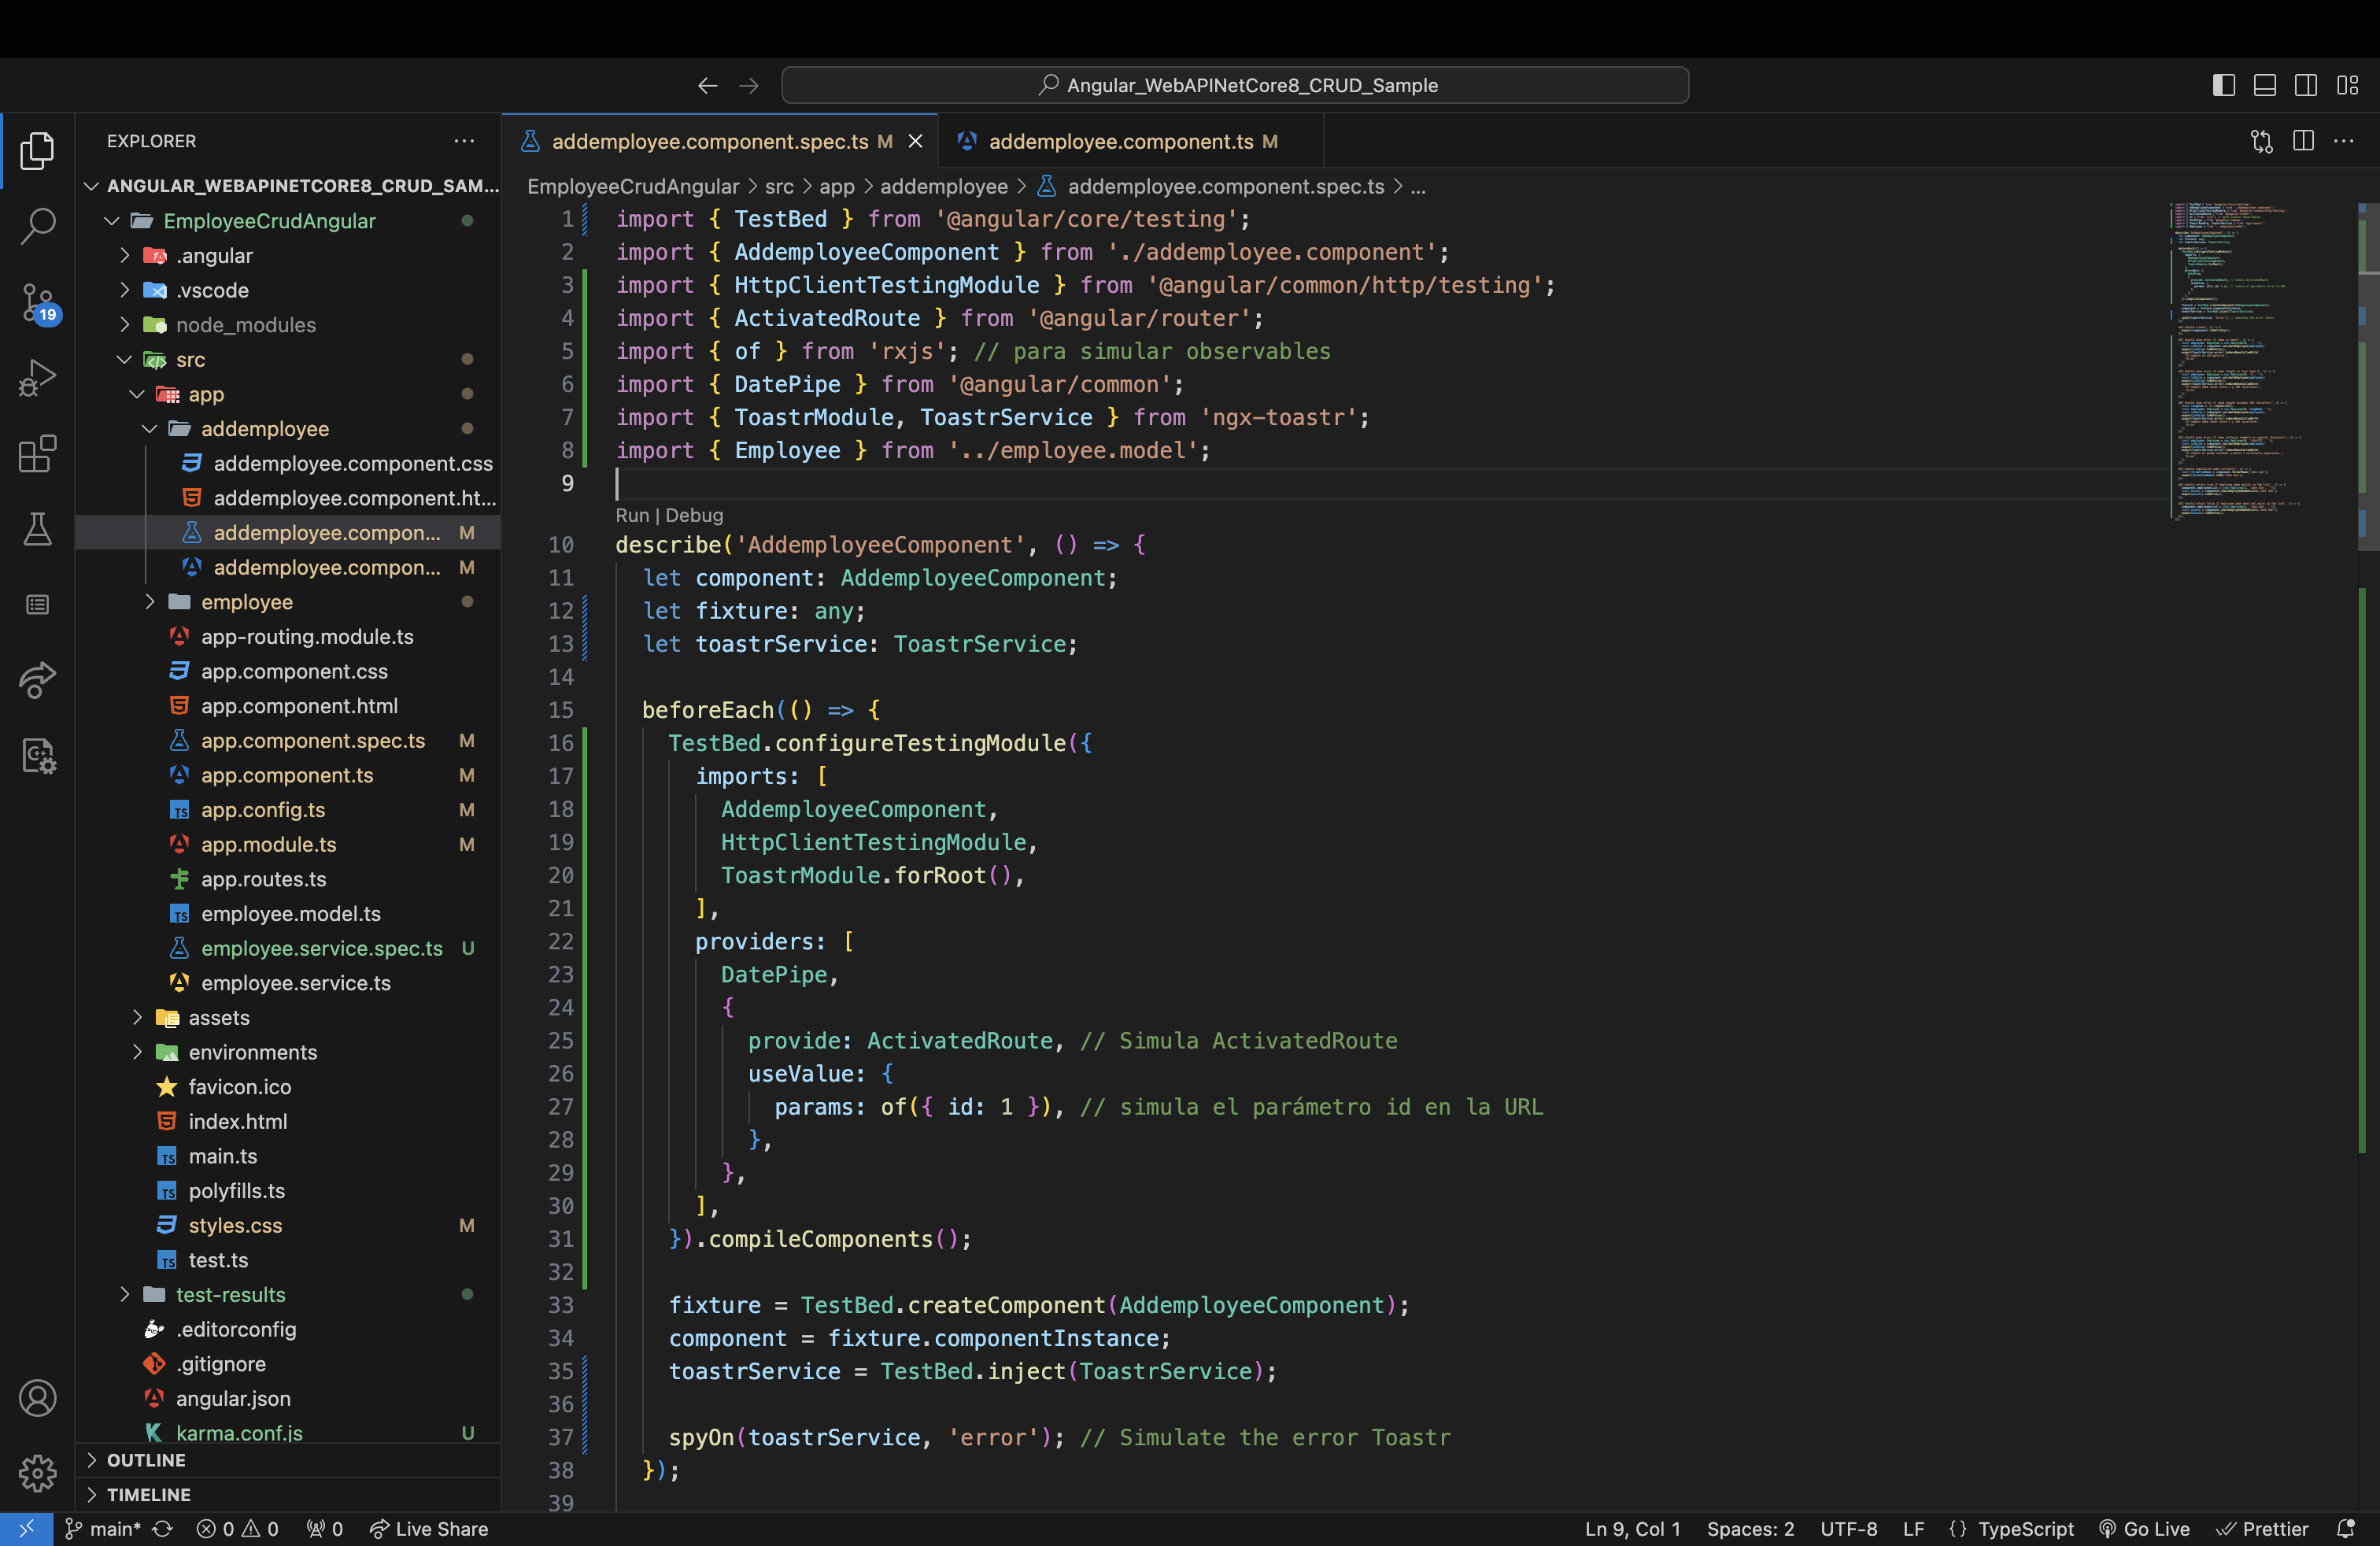 Angular_WebAPINetCore8_CRUD_Sample
EXPLORER
ANGULAR_WEBAPINETCORE8_CRUD_SAM...
EmployeeCrudAngular
.angular
.vscode
node_modules
src
app
addemployee
addemployee.component.css
addemployee.component.ht...
addemployee.compon... M
addemployee.compon... M
employee
app-routing.module.ts
app.component.css
app.component.html
app.component.spec.ts M
app.component.ts M
app.config.ts M
app.module.ts M
app.routes.ts
employee.model.ts
employee.service.spec.ts U
employee.service.ts
assets
environments
favicon.ico
index.html
main.ts
polyfills.ts
styles.css M
test.ts
test-results
.editorconfig
.gitignore
angular.json
karma.conf.js U
OUTLINE
TIMELINE
19
addemployee.component.spec.ts M
addemployee.component.ts M
EmployeeCrudAngular > src > app > addemployee > addemployee.component.spec.ts > ...
1 import { TestBed } from '@angular/core/testing';
2 import { AddemployeeComponent } from './addemployee.component';
3 import { HttpClientTestingModule } from '@angular/common/http/testing';
4 import { ActivatedRoute } from '@angular/router';
5 import { of } from 'rxjs'; // para simular observables
6 import { DatePipe } from '@angular/common';
7 import { ToastrModule, ToastrService } from 'ngx-toastr';
8 import { Employee } from '../employee.model';
9
Run | Debug
10 describe('AddemployeeComponent', () => {
11 let component: AddemployeeComponent;
12 let fixture: any;
13 let toastrService: ToastrService;
14
15 beforeEach(() => {
16 TestBed.configureTestingModule({
17 imports: [
18 AddemployeeComponent,
19 HttpClientTestingModule,
20 ToastrModule.forRoot(),
21 ],
22 providers: [
23 DatePipe,
24 {
25 provide: ActivatedRoute, // Simula ActivatedRoute
26 useValue: {
27 params: of({ id: 1 }), // simula el parámetro id en la URL
28 },
29 },
30 ],
31 }).compileComponents();
32
33 fixture = TestBed.createComponent(AddemployeeComponent);
34 component = fixture.componentInstance;
35 toastrService = TestBed.inject(ToastrService);
36
37 spyOn(toastrService, 'error'); // Simulate the error Toastr
38 });
39
main* 0 0 0 Live Share
Ln 9, Col 1 Spaces: 2 UTF-8 LF {} TypeScript Go Live Prettier